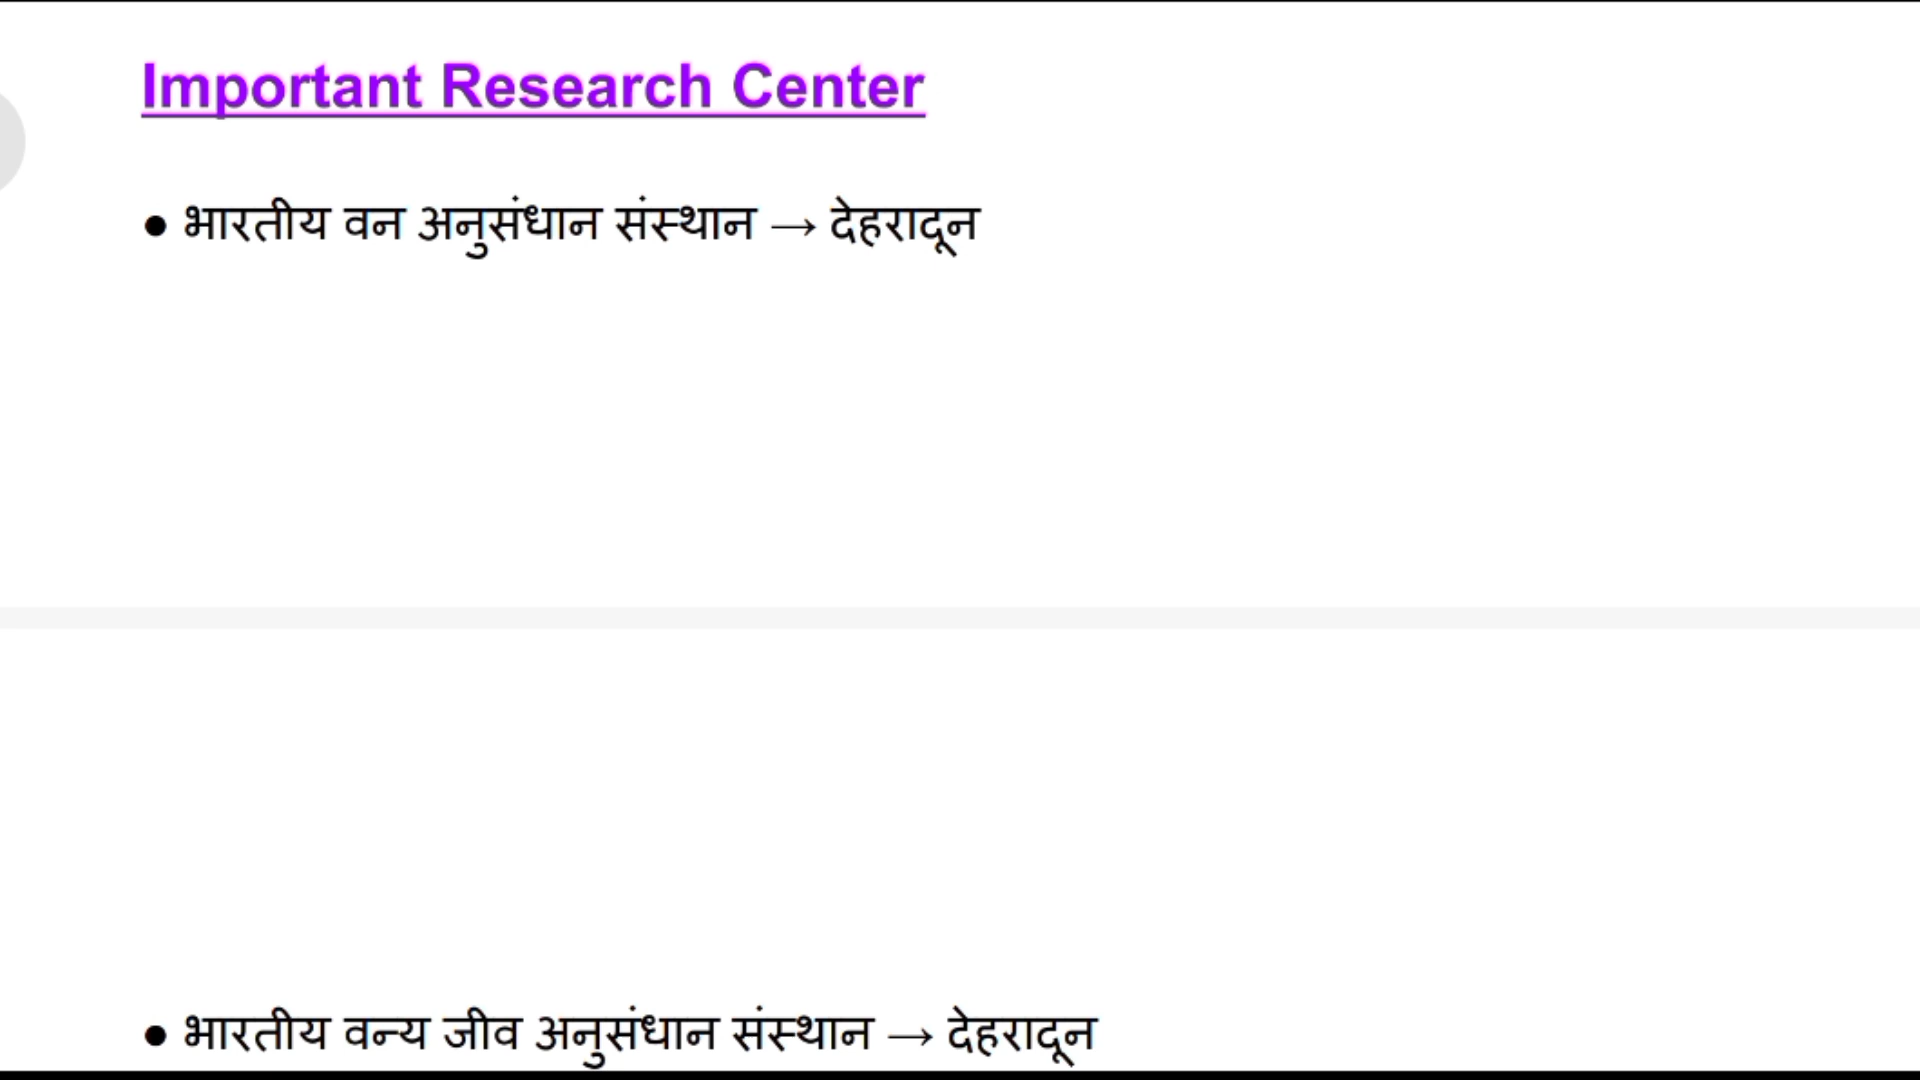 Important Research Center
● भारतीय वन अनुसंधान संस्थान → देहरादून
● भारतीय वन्य जीव अनुसंधान संस्थान → देहरादून